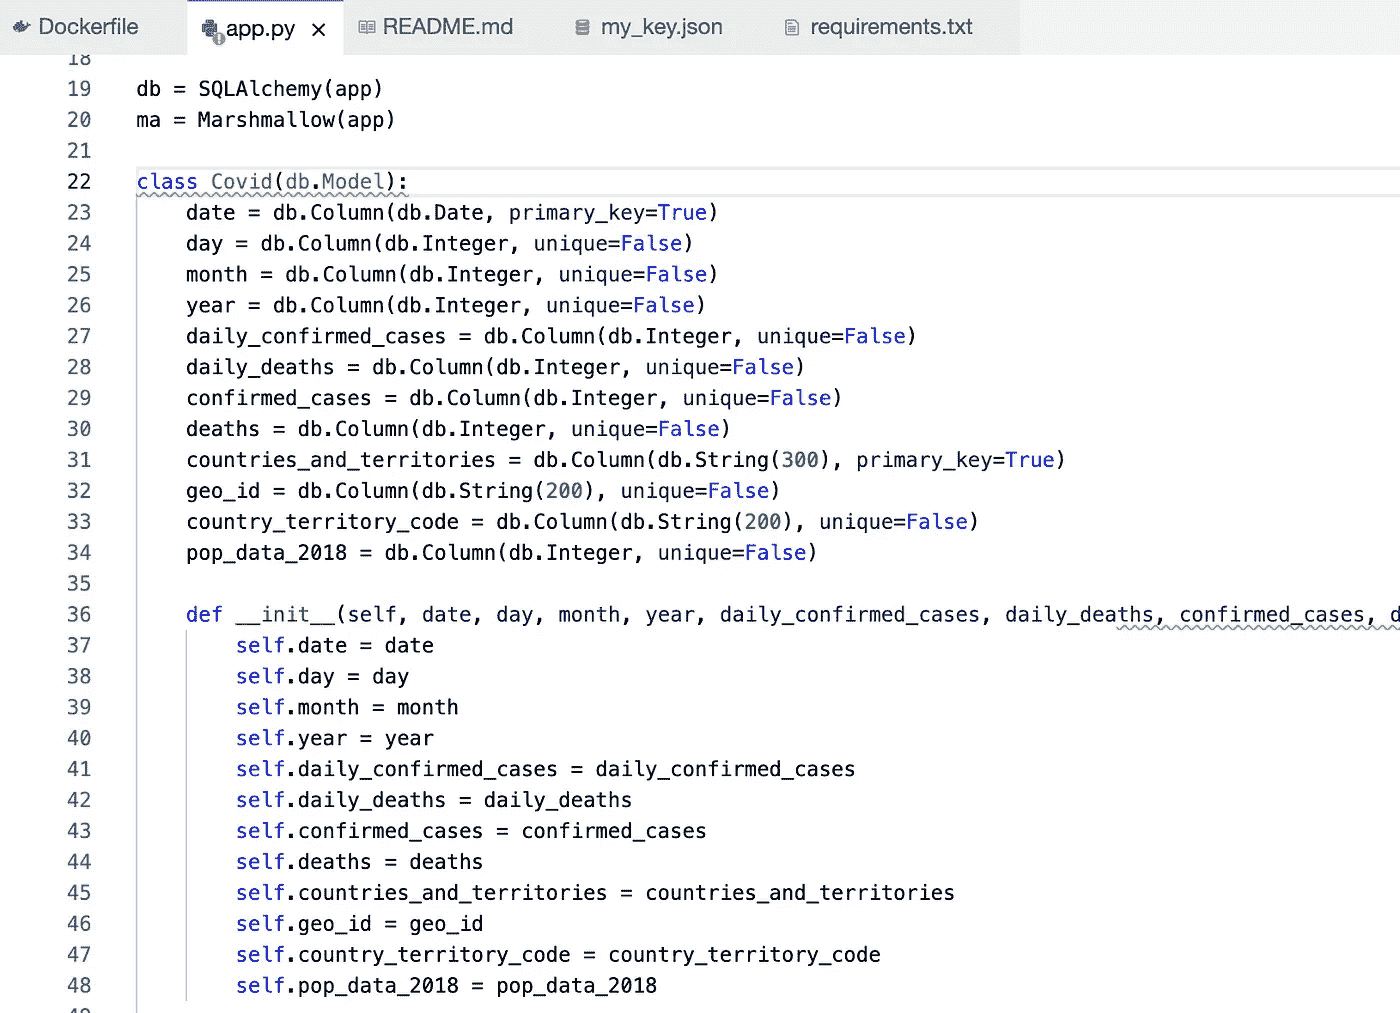 Dockerfile app.py README.md my_key.json requirements.txt
18
19 db = SQLAlchemy(app)
20 ma = Marshmallow(app)
21
22 class Covid(db.Model):
23     date = db.Column(db.Date, primary_key=True)
24     day = db.Column(db.Integer, unique=False)
25     month = db.Column(db.Integer, unique=False)
26     year = db.Column(db.Integer, unique=False)
27     daily_confirmed_cases = db.Column(db.Integer, unique=False)
28     daily_deaths = db.Column(db.Integer, unique=False)
29     confirmed_cases = db.Column(db.Integer, unique=False)
30     deaths = db.Column(db.Integer, unique=False)
31     countries_and_territories = db.Column(db.String(300), primary_key=True)
32     geo_id = db.Column(db.String(200), unique=False)
33     country_territory_code = db.Column(db.String(200), unique=False)
34     pop_data_2018 = db.Column(db.Integer, unique=False)
35
36     def __init__(self, date, day, month, year, daily_confirmed_cases, daily_deaths, confirmed_cases, d
37         self.date = date
38         self.day = day
39         self.month = month
40         self.year = year
41         self.daily_confirmed_cases = daily_confirmed_cases
42         self.daily_deaths = daily_deaths
43         self.confirmed_cases = confirmed_cases
44         self.deaths = deaths
45         self.countries_and_territories = countries_and_territories
46         self.geo_id = geo_id
47         self.country_territory_code = country_territory_code
48         self.pop_data_2018 = pop_data_2018